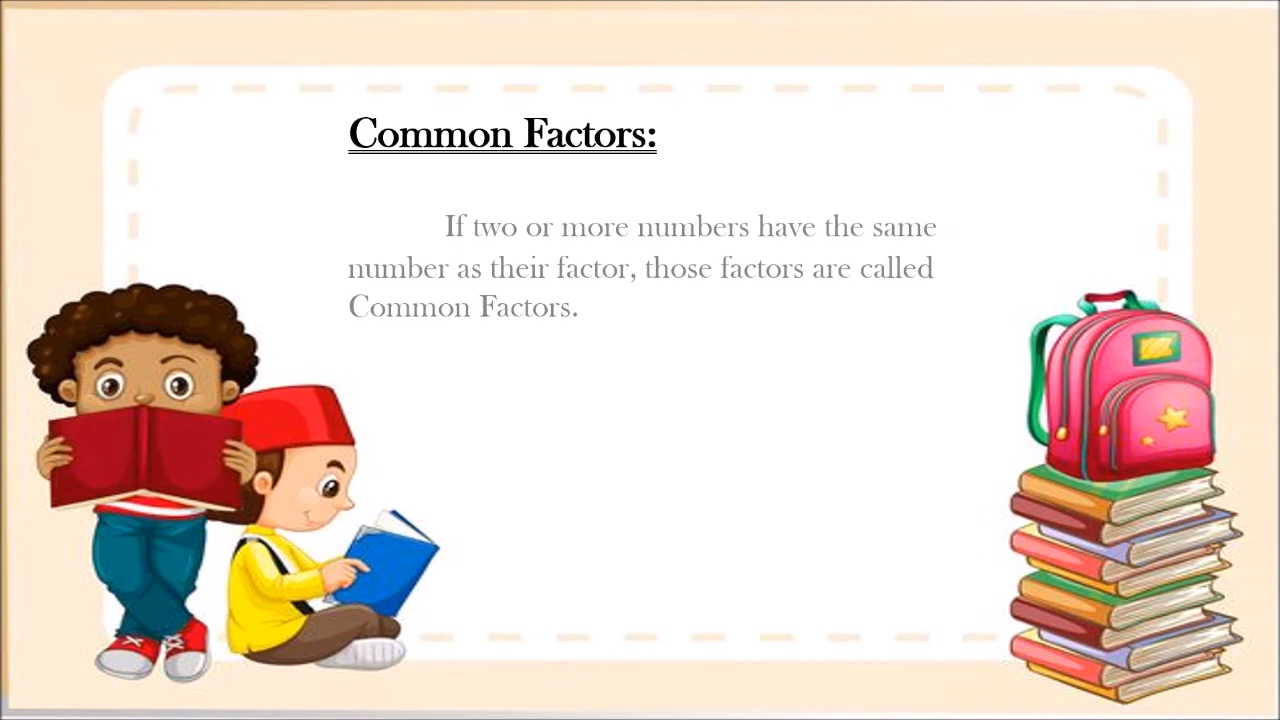 Common Factors:
If two or more numbers have the same
number as their factor, those factors are called
Common Factors.